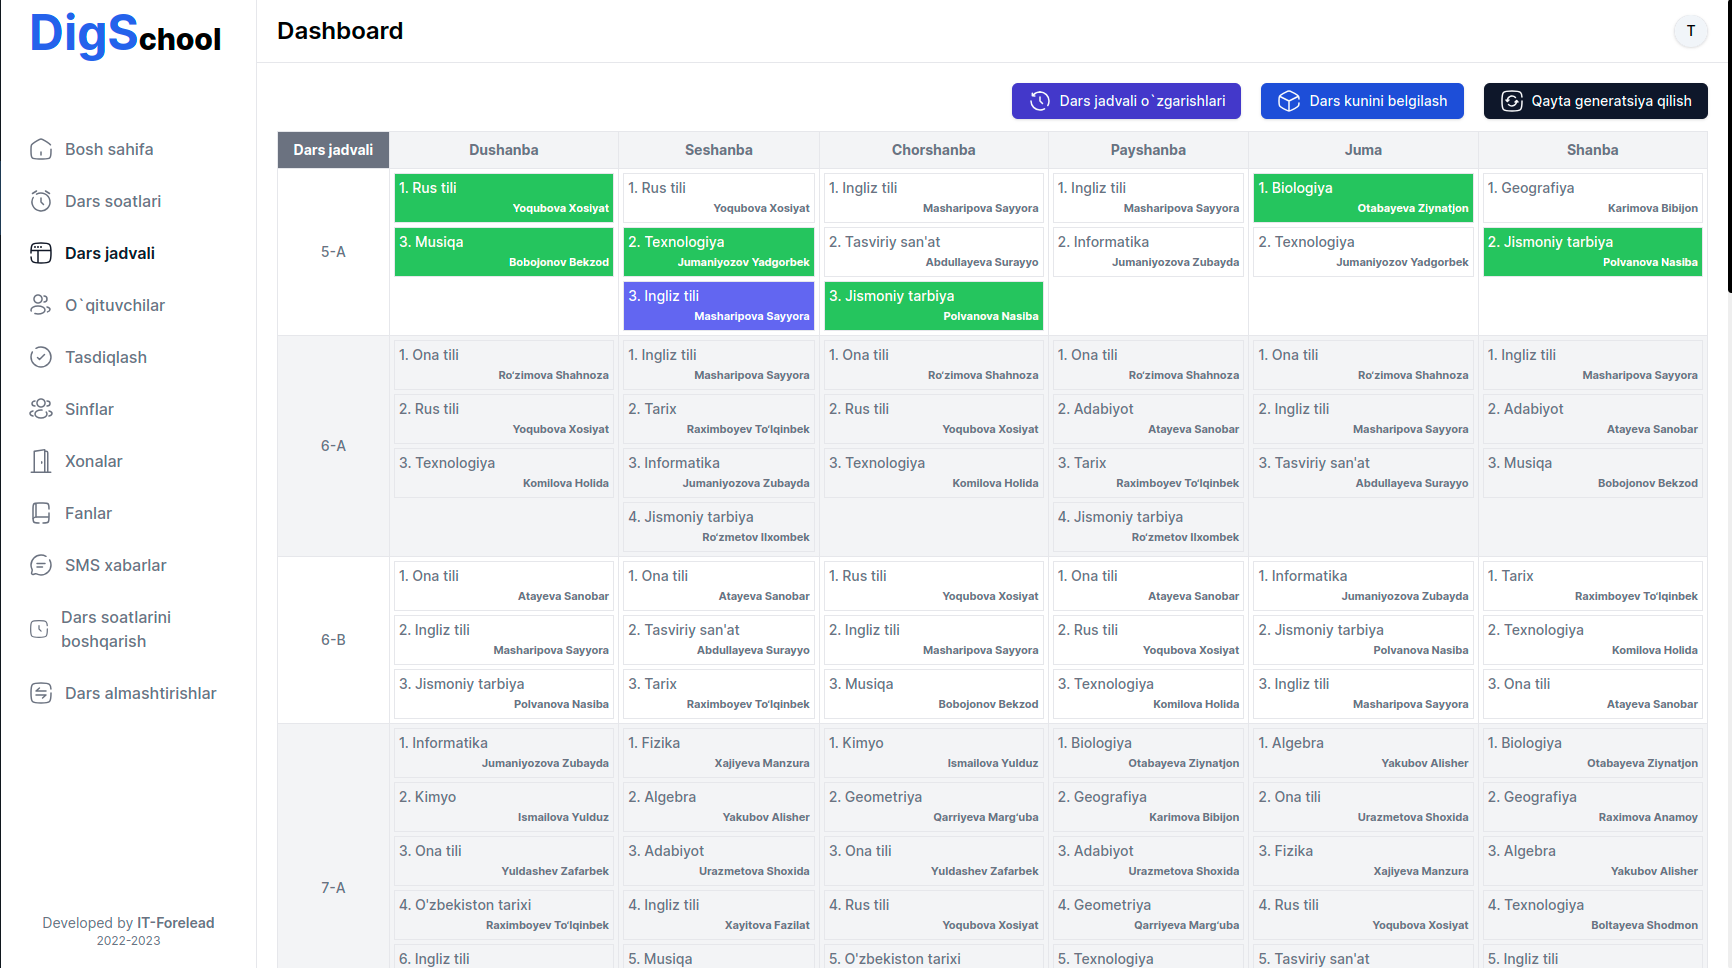 DigSchool
Dashboard
T
Bosh sahifa
Dars soatlari
Dars jadvali
O`qituvchilar
Tasdiqlash
Sinflar
Xonalar
Fanlar
SMS xabarlar
Dars soatlarini
boshqarish
Dars almashtirishlar
Developed by IT-Forelead
2022-2023
Dars jadvali o`zgarishlari
Dars kunini belgilash
Qayta generatsiya qilish
Dars jadvali
Dushanba
Seshanba
Chorshanba
Payshanba
Juma
Shanba
5-A
1. Rus tili
Yoqubova Xosiyat
3. Musiqa
Bobojonov Bekzod
1. Rus tili
Yoqubova Xosiyat
2. Texnologiya
Jumaniyozov Yadgorbek
3. Ingliz tili
Masharipova Sayyora
1. Ingliz tili
Masharipova Sayyora
2. Tasviriy san'at
Abdullayeva Surayyo
3. Jismoniy tarbiya
Polvanova Nasiba
1. Ingliz tili
Masharipova Sayyora
2. Informatika
Jumaniyozova Zubayda
1. Biologiya
Otabayeva Ziynatjon
2. Texnologiya
Jumaniyozov Yadgorbek
1. Geografiya
Karimova Bibijon
2. Jismoniy tarbiya
Polvanova Nasiba
6-A
1. Ona tili
Ro‘zimova Shahnoza
2. Rus tili
Yoqubova Xosiyat
3. Texnologiya
Komilova Holida
1. Ingliz tili
Masharipova Sayyora
2. Tarix
Raximboyev To‘lqinbek
3. Informatika
Jumaniyozova Zubayda
4. Jismoniy tarbiya
Ro‘zmetov Ilxombek
1. Ona tili
Ro‘zimova Shahnoza
2. Rus tili
Yoqubova Xosiyat
3. Texnologiya
Komilova Holida
1. Ona tili
Ro‘zimova Shahnoza
2. Adabiyot
Atayeva Sanobar
3. Tarix
Raximboyev To‘lqinbek
4. Jismoniy tarbiya
Ro‘zmetov Ilxombek
1. Ona tili
Ro‘zimova Shahnoza
2. Ingliz tili
Masharipova Sayyora
3. Tasviriy san'at
Abdullayeva Surayyo
1. Ingliz tili
Masharipova Sayyora
2. Adabiyot
Atayeva Sanobar
3. Musiqa
Bobojonov Bekzod
6-B
1. Ona tili
Atayeva Sanobar
2. Ingliz tili
Masharipova Sayyora
3. Jismoniy tarbiya
Polvanova Nasiba
1. Ona tili
Atayeva Sanobar
2. Tasviriy san'at
Abdullayeva Surayyo
3. Tarix
Raximboyev To‘lqinbek
1. Rus tili
Yoqubova Xosiyat
2. Ingliz tili
Masharipova Sayyora
3. Musiqa
Bobojonov Bekzod
1. Ona tili
Atayeva Sanobar
2. Rus tili
Yoqubova Xosiyat
3. Texnologiya
Komilova Holida
1. Informatika
Jumaniyozova Zubayda
2. Jismoniy tarbiya
Polvanova Nasiba
3. Ingliz tili
Masharipova Sayyora
1. Tarix
Raximboyev To‘lqinbek
2. Texnologiya
Komilova Holida
3. Ona tili
Atayeva Sanobar
7-A
1. Informatika
Jumaniyozova Zubayda
2. Kimyo
Ismailova Yulduz
3. Ona tili
Yuldashev Zafarbek
4. O'zbekiston tarixi
Raximboyev To‘lqinbek
6. Ingliz tili
1. Fizika
Xajiyeva Manzura
2. Algebra
Yakubov Alisher
3. Adabiyot
Urazmetova Shoxida
4. Ingliz tili
Xayitova Fazilat
5. Musiqa
1. Kimyo
Ismailova Yulduz
2. Geometriya
Qarriyeva Marg‘uba
3. Ona tili
Yuldashev Zafarbek
4. Rus tili
Yoqubova Xosiyat
5. O'zbekiston tarixi
1. Biologiya
Otabayeva Ziynatjon
2. Geografiya
Karimova Bibijon
3. Adabiyot
Urazmetova Shoxida
4. Geometriya
Qarriyeva Marg‘uba
5. Texnologiya
1. Algebra
Yakubov Alisher
2. Ona tili
Urazmetova Shoxida
3. Fizika
Xajiyeva Manzura
4. Rus tili
Yoqubova Xosiyat
5. Tasviriy san'at
1. Biologiya
Otabayeva Ziynatjon
2. Geografiya
Raximova Anamoy
3. Algebra
Yakubov Alisher
4. Texnologiya
Boltayeva Shodmon
5. Ingliz tili